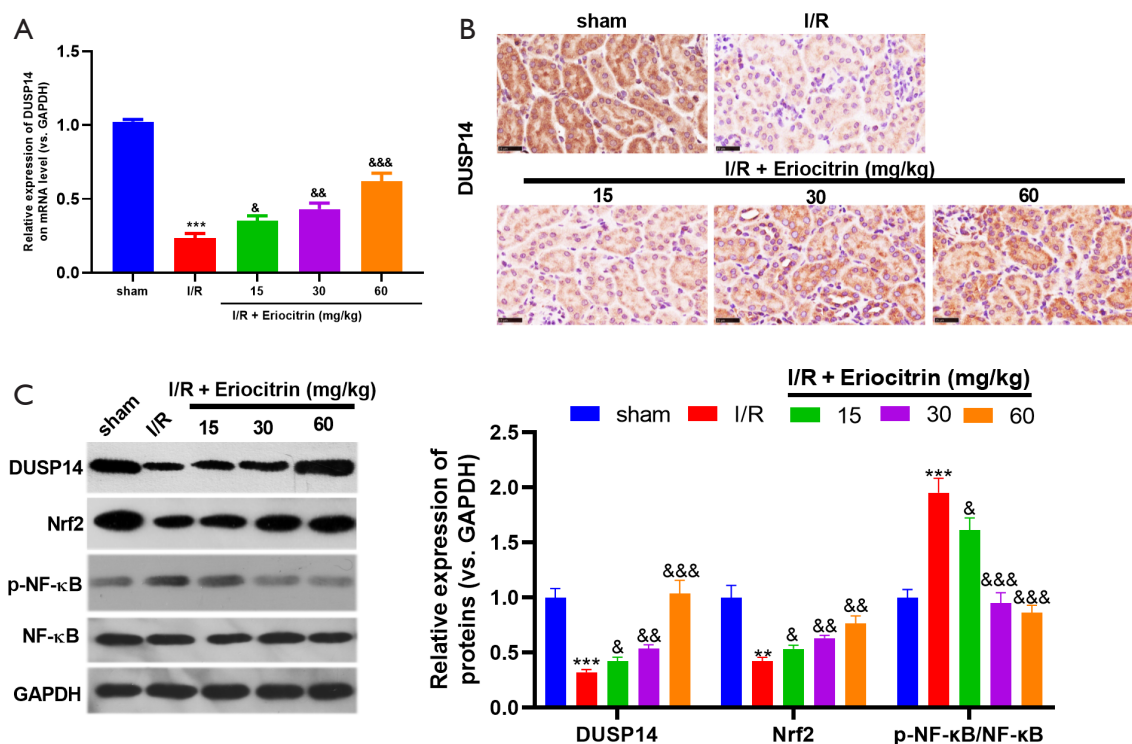 A
Relative expression of DUSP14
on mRNA level (vs. GAPDH)
1.5
1.0
0.5
0.0
***
&
&&
&&&
sham
I/R
15
30
60
I/R + Eriocitrin (mg/kg)
B
sham
I/R
DUSP14
I/R + Eriocitrin (mg/kg)
15
30
60
C
I/R + Eriocitrin (mg/kg)
sham
I/R
15
30
60
DUSP14
Nrf2
p-NF-κB
NF-κB
GAPDH
I/R + Eriocitrin (mg/kg)
sham
I/R
15
30
60
Relative expression of
proteins (vs. GAPDH)
2.5
2.0
1.5
1.0
0.5
0.0
***
&
&&
&&&
**
&
&&
&&
***
&
&&&
&&&
DUSP14
Nrf2
p-NF-κB/NF-κB